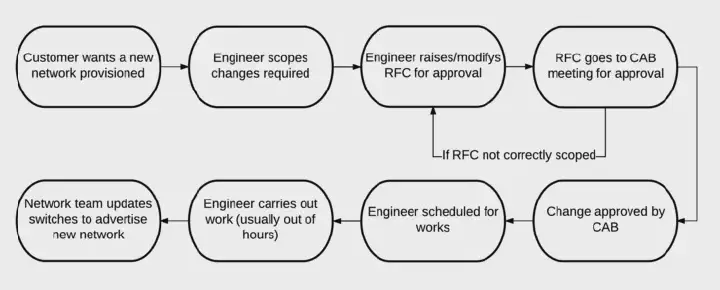 Customer wants a new
network provisioned
Engineer scopes
changes required
Engineer raises/modifys
RFC for approval
RFC goes to CAB
meeting for approval
If RFC not correctly scoped
Change approved by
CAB
Engineer scheduled for
works
Engineer carries out
work (usually out of
hours)
Network team updates
switches to advertise
new network